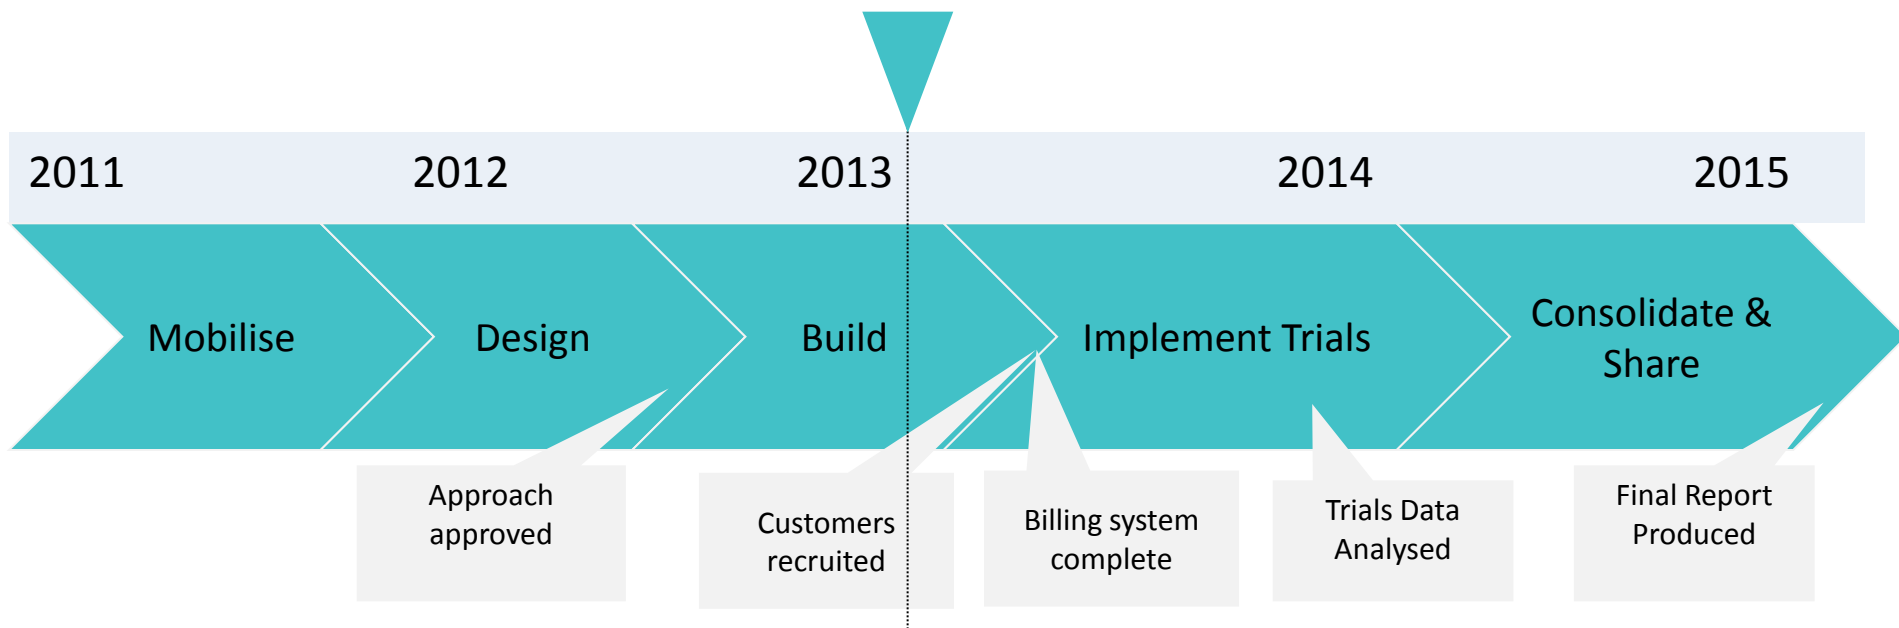 2011
2012
2013
2014
2015
Mobilise
Design
Build
Implement Trials
Consolidate &
Share
Approach
approved
Customers
recruited
Billing system
complete
Trials Data
Analysed
Final Report
Produced